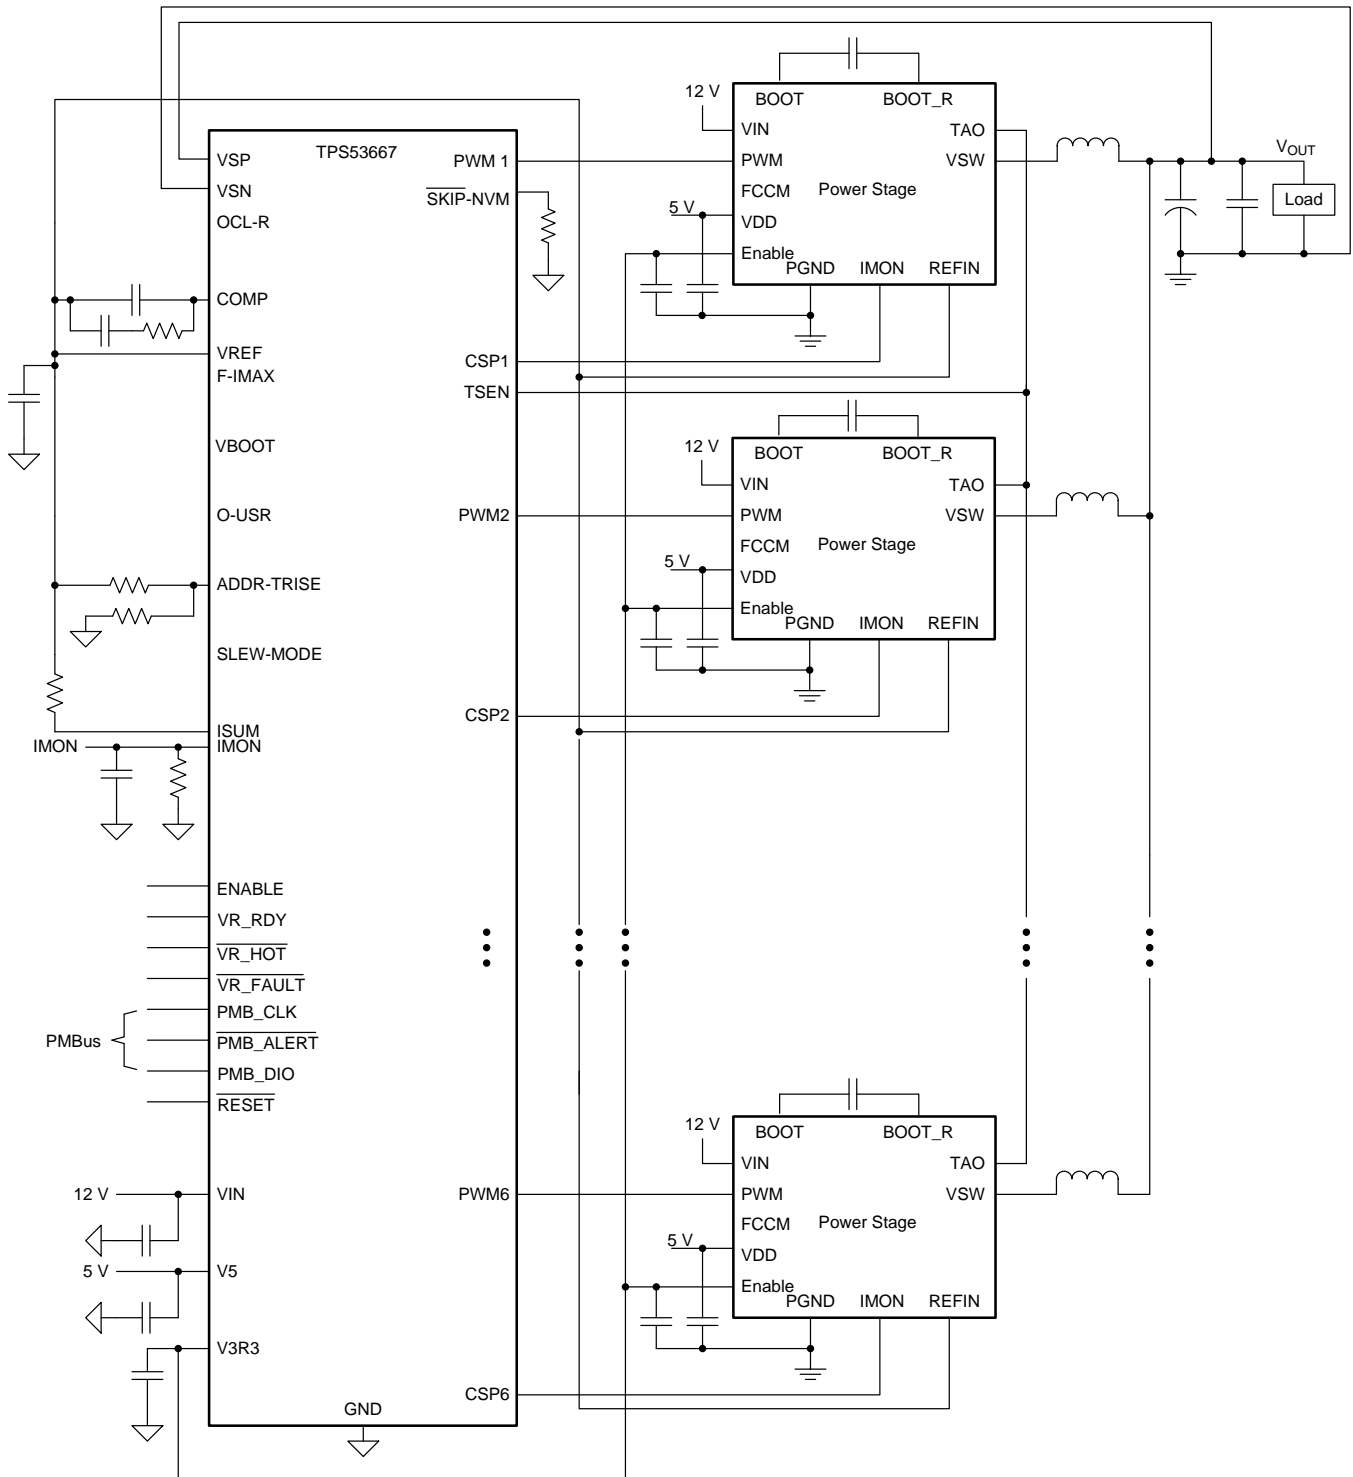 TPS53667
VSP
VSN
OCL-R
COMP
VREF
F-IMAX
VBOOT
O-USR
ADDR-TRISE
SLEW-MODE
ISUM
IMON
IMON
ENABLE
VR_RDY
VR_HOT
VR_FAULT
PMB_CLK
PMBus
PMB_ALERT
PMB_DIO
RESET
12 V
VIN
5 V
V5
V3R3
GND
PWM 1
SKIP-NVM
CSP1
TSEN
PWM2
CSP2
PWM6
CSP6
12 V
BOOT
BOOT_R
VIN
TAO
PWM
VSW
FCCM
Power Stage
5 V
VDD
Enable
PGND
IMON
REFIN
VOUT
Load
12 V
BOOT
BOOT_R
VIN
TAO
PWM
VSW
FCCM
Power Stage
5 V
VDD
Enable
PGND
IMON
REFIN
12 V
BOOT
BOOT_R
VIN
TAO
PWM
VSW
FCCM
Power Stage
5 V
VDD
Enable
PGND
IMON
REFIN